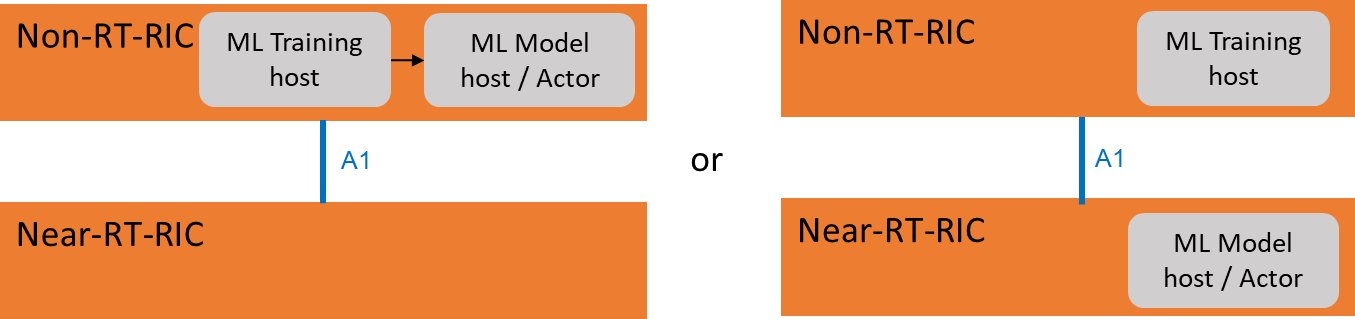 Non-RT-RIC
ML Training
host
ML Model
host / Actor
A1
Near-RT-RIC
or
Non-RT-RIC
ML Training
host
A1
Near-RT-RIC
ML Model
host / Actor